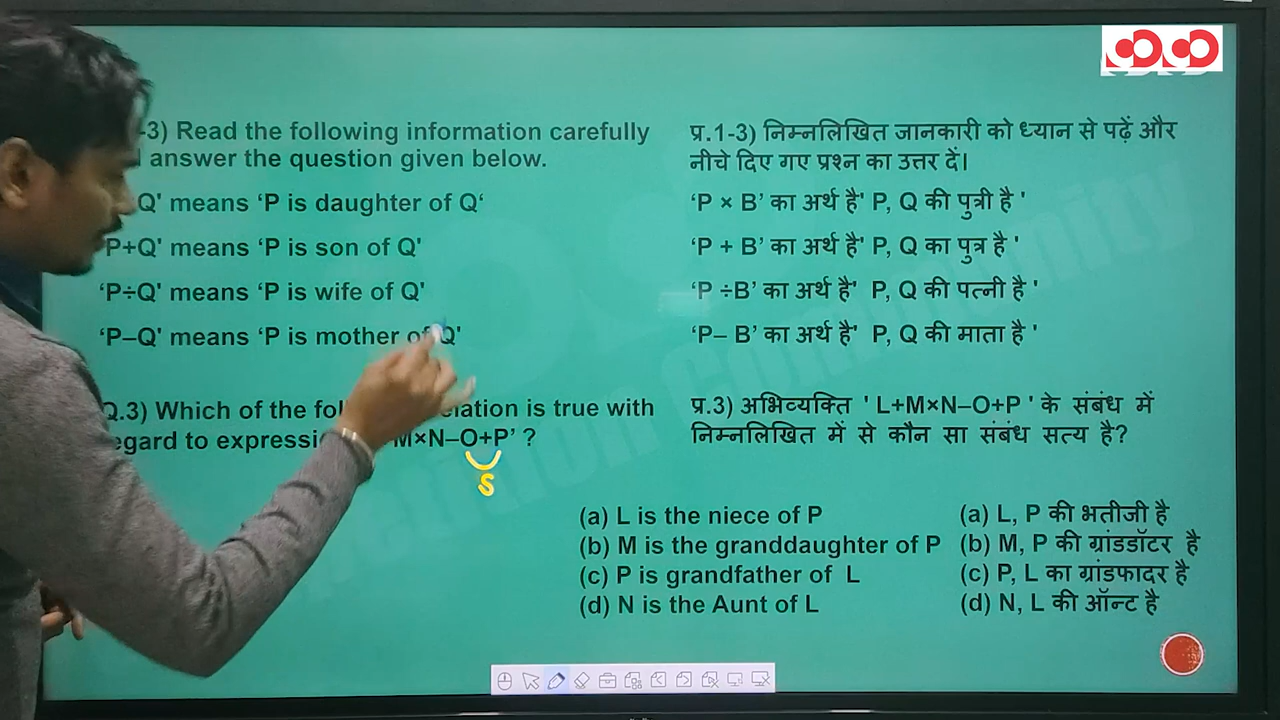 -3) Read the following information carefully
answer the question given below.
Q' means ‘P is daughter of Q‘
P+Q' means ‘P is son of Q'
‘P÷Q' means ‘P is wife of Q'
‘P–Q' means ‘P is mother of Q'
Q.3) Which of the fol lation is true with
egard to expressi M×N–O+P’ ?
S
प्र.1-3) निम्नलिखित जानकारी को ध्यान से पढ़ें और
नीचे दिए गए प्रश्न का उत्तर दें।
‘P × B’ का अर्थ है' P, Q की पुत्री है '
‘P + B’ का अर्थ है' P, Q का पुत्र है '
‘P ÷B’ का अर्थ है' P, Q की पत्नी है '
‘P– B’ का अर्थ है' P, Q की माता है '
प्र.3) अभिव्यक्ति ' L+M×N–O+P ' के संबंध में
निम्नलिखित में से कौन सा संबंध सत्य है?
(a) L is the niece of P
(b) M is the granddaughter of P
(c) P is grandfather of L
(d) N is the Aunt of L
(a) L, P की भतीजी है
(b) M, P की ग्रांडडॉटर है
(c) P, L का ग्रांडफादर है
(d) N, L की ऑन्ट है